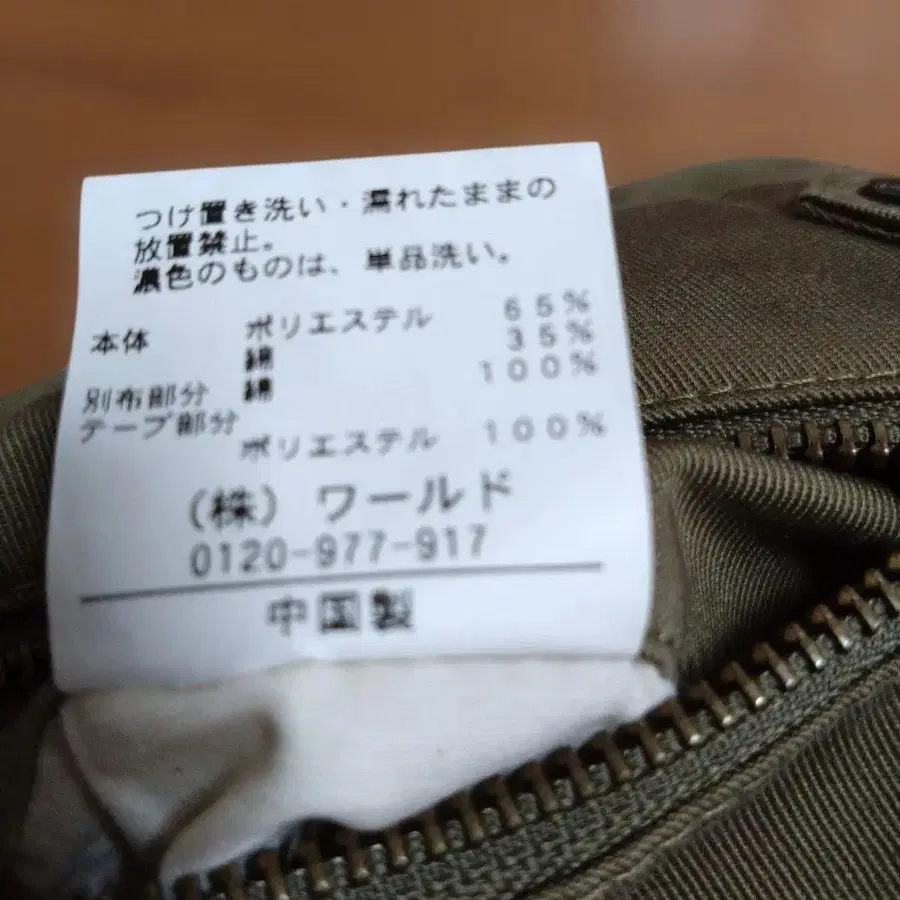 つけ置き洗い・濡れたままの
放置禁止。
濃色のものは、単品洗い。
本体 ポリエステル 65%
綿 35%
別布部分 綿 100%
テープ部分
ポリエステル 100%
(株) ワールド
0120-977-917
中国製